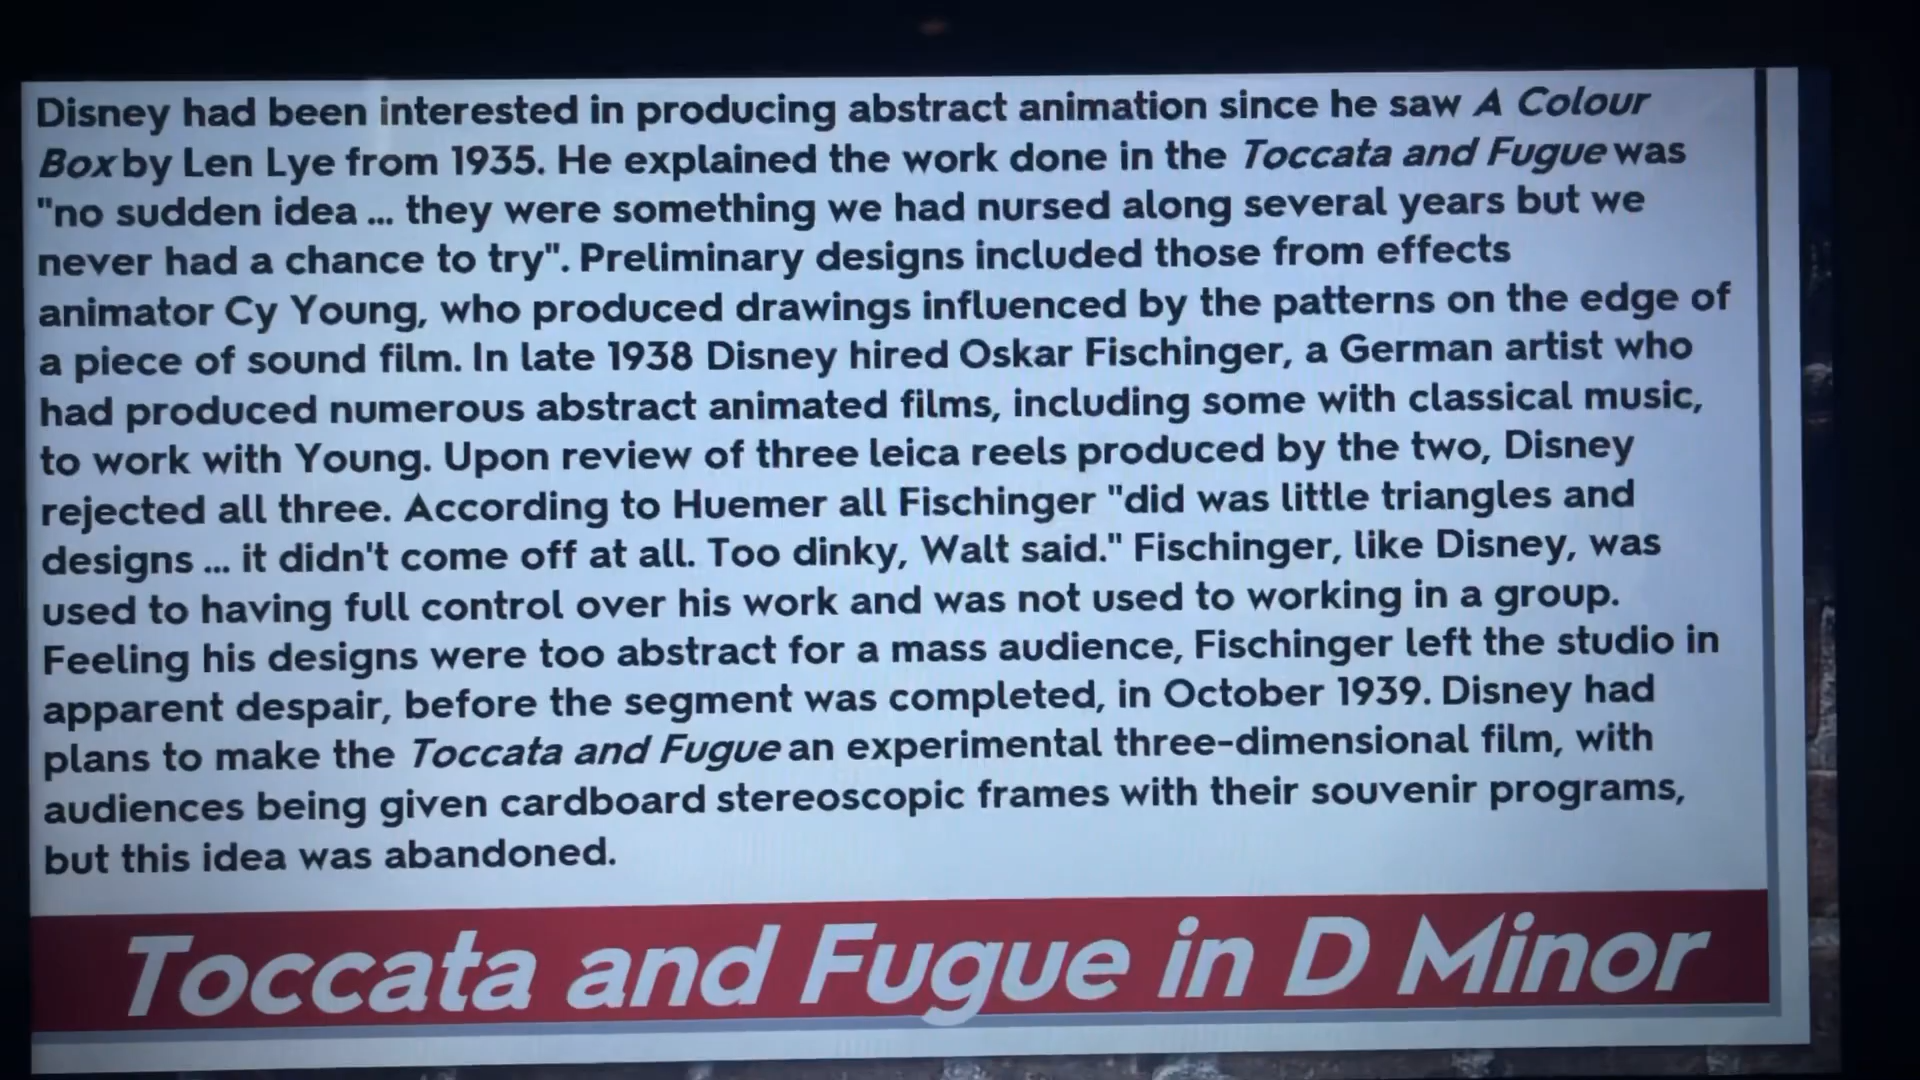 Disney had been interested in producing abstract animation since he saw A Colour
Box by Len Lye from 1935. He explained the work done in the Toccata and Fugue was
"no sudden idea ... they were something we had nursed along several years but we
never had a chance to try". Preliminary designs included those from effects
animator Cy Young, who produced drawings influenced by the patterns on the edge of
a piece of sound film. In late 1938 Disney hired Oskar Fischinger, a German artist who
had produced numerous abstract animated films, including some with classical music,
to work with Young. Upon review of three leica reels produced by the two, Disney
rejected all three. According to Huemer all Fischinger "did was little triangles and
designs ... it didn't come off at all. Too dinky, Walt said." Fischinger, like Disney, was
used to having full control over his work and was not used to working in a group.
Feeling his designs were too abstract for a mass audience, Fischinger left the studio in
apparent despair, before the segment was completed, in October 1939. Disney had
plans to make the Toccata and Fugue an experimental three-dimensional film, with
audiences being given cardboard stereoscopic frames with their souvenir programs,
but this idea was abandoned.
Toccata and Fugue in D Minor